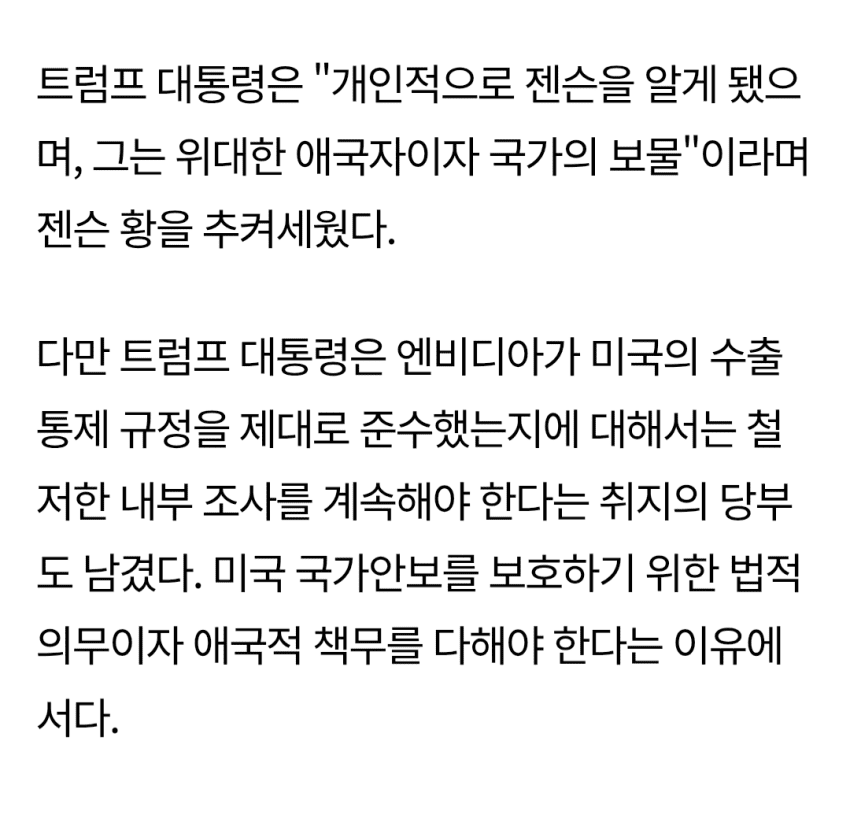 트럼프 대통령은 "개인적으로 젠슨을 알게 됐으
며, 그는 위대한 애국자이자 국가의 보물"이라며
젠슨 황을 추켜세웠다.
다만 트럼프 대통령은 엔비디아가 미국의 수출
통제 규정을 제대로 준수했는지에 대해서는 철
저한 내부 조사를 계속해야 한다는 취지의 당부
도 남겼다. 미국 국가안보를 보호하기 위한 법적
의무이자 애국적 책무를 다해야 한다는 이유에
서다.